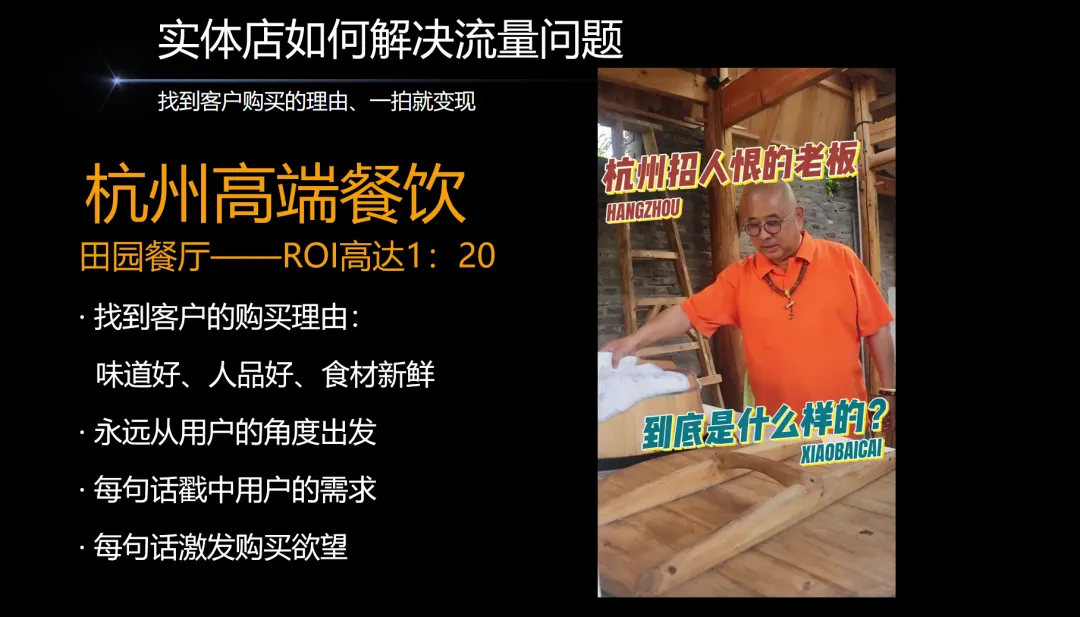 实体店如何解决流量问题
找到客户购买的理由、一拍就变现
杭州高端餐饮
田园餐厅——ROI高达1：20
· 找到客户的购买理由：
味道好、人品好、食材新鲜
· 永远从用户的角度出发
· 每句话戳中用户的需求
· 每句话激发购买欲望
杭州招人恨的老板
HANGZHOU
到底是什么样的？
XIAOBAICAI